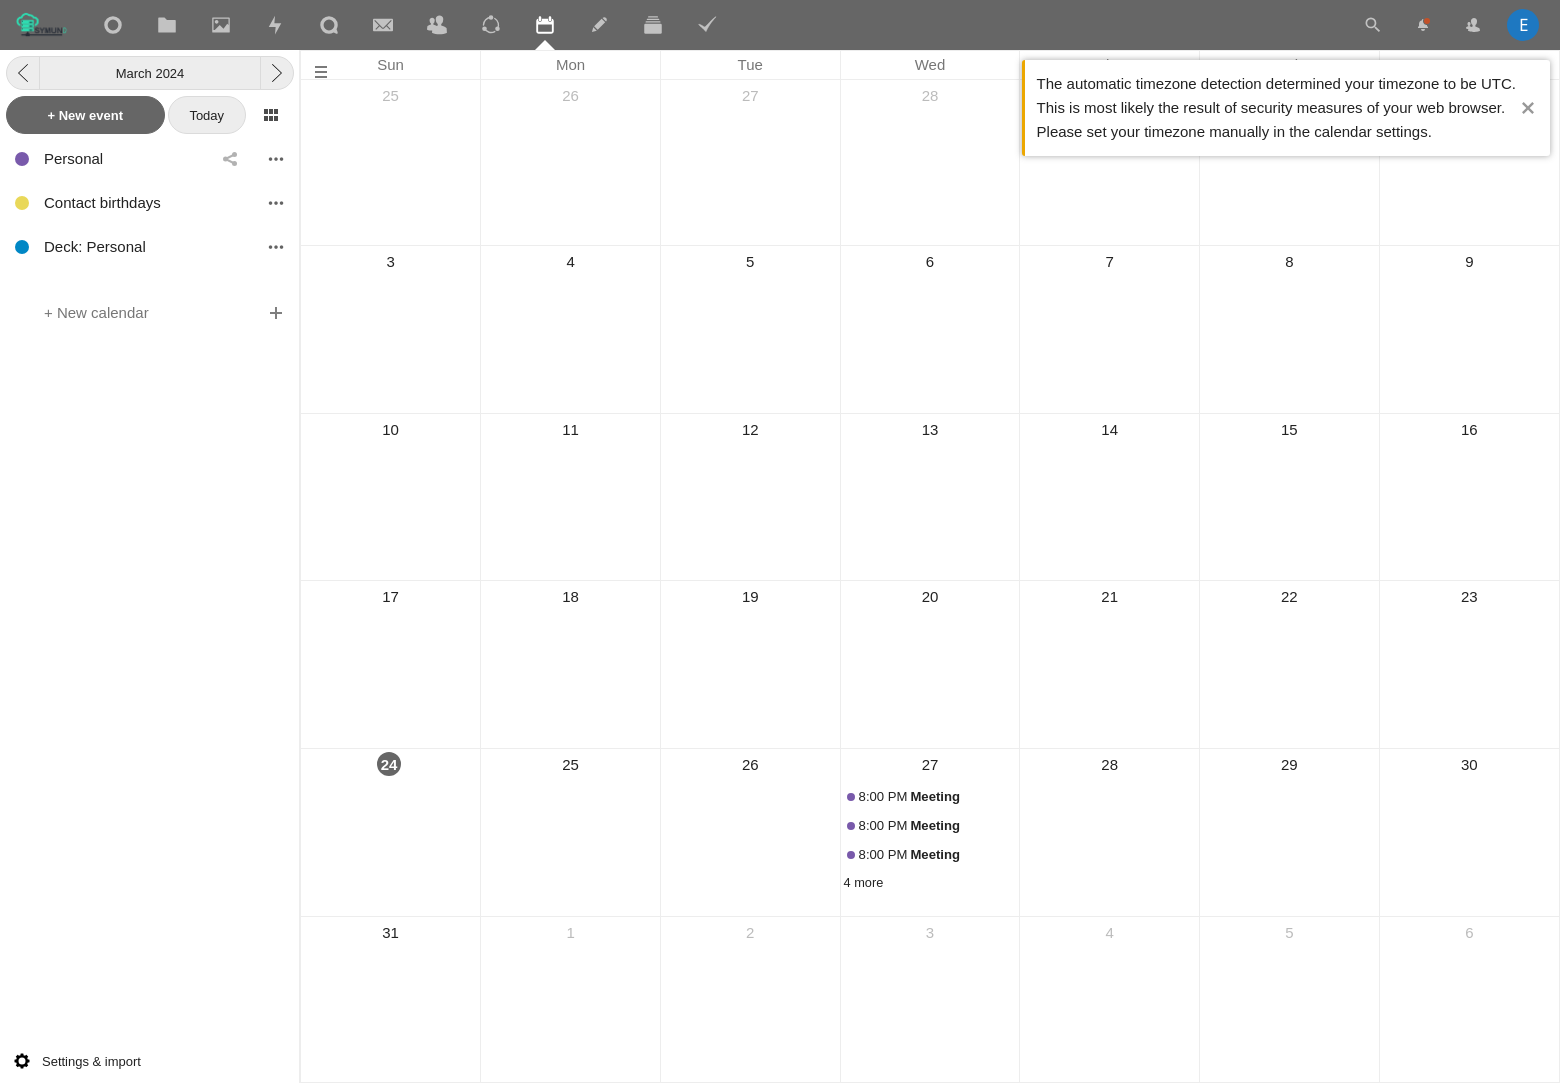 E
March 2024
+ New event
Today
Personal
Contact birthdays
Deck: Personal
+ New calendar
Settings & import
Sun Mon Tue Wed
The automatic timezone detection determined your timezone to be UTC.
This is most likely the result of security measures of your web browser.
Please set your timezone manually in the calendar settings.
25 26 27 28
3 4 5 6 7 8 9
10 11 12 13 14 15 16
17 18 19 20 21 22 23
24 25 26 27 28 29 30
8:00 PM Meeting
8:00 PM Meeting
8:00 PM Meeting
4 more
31 1 2 3 4 5 6